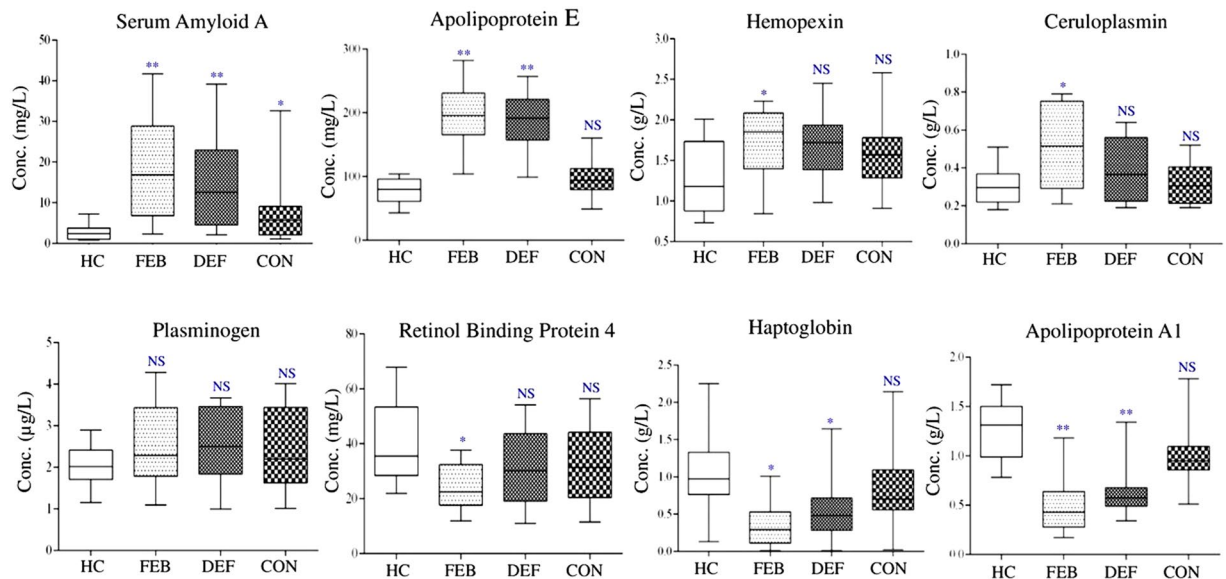 Serum Amyloid A
Conc. (mg/L)
50
40
30
20
10
0
**
**
*
HC FEB DEF CON
Apolipoprotein E
Conc. (mg/L)
300
200
100
0
**
**
NS
HC FEB DEF CON
Hemopexin
Conc. (g/L)
3.0
2.5
2.0
1.5
1.0
0.5
*
NS
NS
HC FEB DEF CON
Ceruloplasmin
Conc. (g/L)
1.0
0.8
0.6
0.4
0.2
0.0
*
NS
NS
HC FEB DEF CON
Plasminogen
Conc. (µg/L)
5
4
3
2
1
0
NS
NS
NS
HC FEB DEF CON
Retinol Binding Protein 4
Conc. (mg/L)
80
60
40
20
0
*
NS
NS
HC FEB DEF CON
Haptoglobin
Conc. (g/L)
2.5
2.0
1.5
1.0
0.5
0.0
*
*
NS
HC FEB DEF CON
Apolipoprotein A1
Conc. (g/L)
2.0
1.5
1.0
0.5
0.0
**
**
NS
HC FEB DEF CON